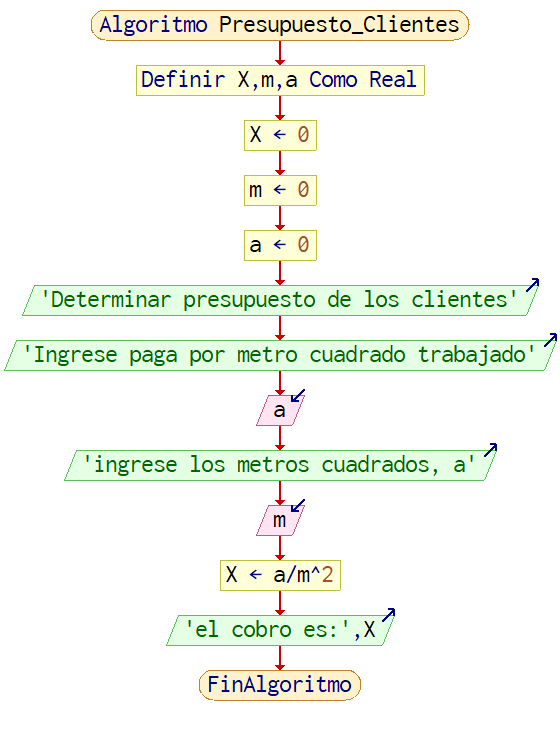 Algoritmo Presupuesto_Clientes
Definir X,m,a Como Real
X ← 0
m ← 0
a ← 0
'Determinar presupuesto de los clientes'
'Ingrese paga por metro cuadrado trabajado'
a
'ingrese los metros cuadrados, a'
m
X ← a/m^2
'el cobro es:',X
FinAlgoritmo